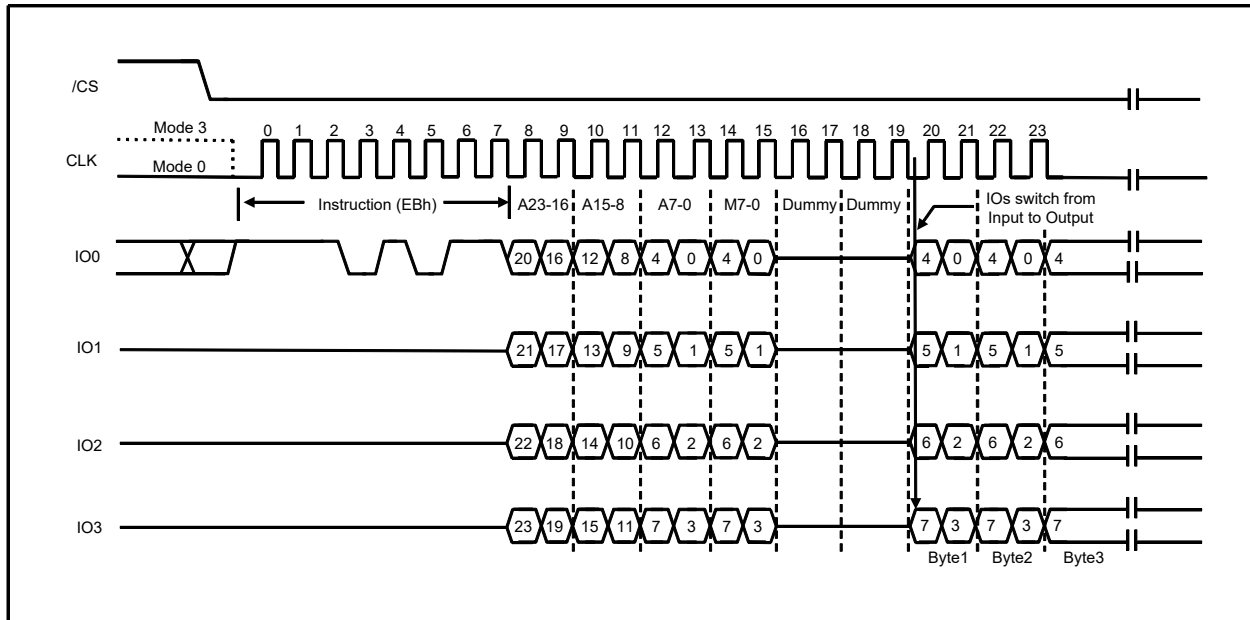 /CS
Mode 3
0 1 2 3 4 5 6 7 8 9 10 11 12 13 14 15 16 17 18 19 20 21 22 23
CLK
Mode 0
Instruction (EBh) A23-16 A15-8 A7-0 M7-0 Dummy Dummy
IOs switch from
Input to Output
IO0 20 16 12 8 4 0 4 0 4 0 4 0 4
IO1 21 17 13 9 5 1 5 1 5 1 5 1 5
IO2 22 18 14 10 6 2 6 2 6 2 6 2 6
IO3 23 19 15 11 7 3 7 3 7 3 7 3 7
Byte1 Byte2 Byte3